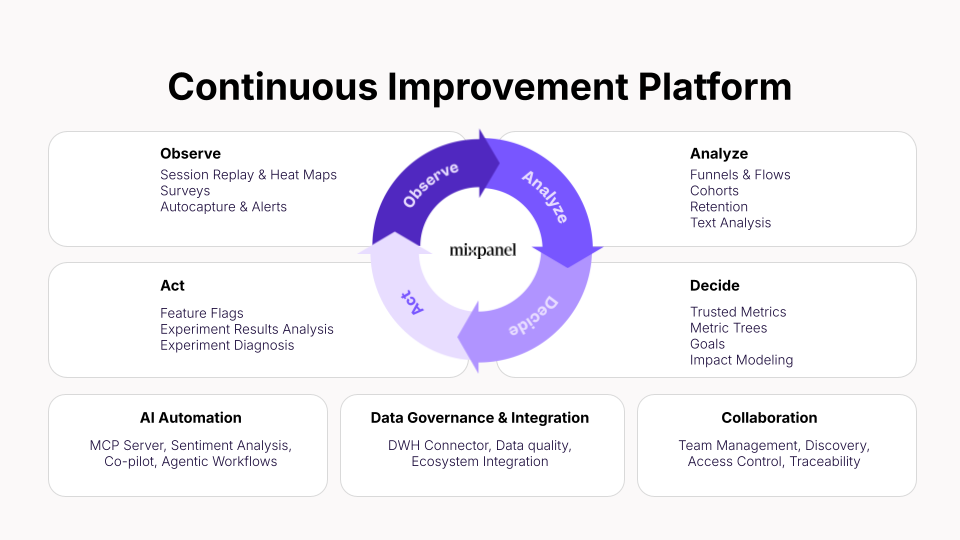 Continuous Improvement Platform
Observe
Session Replay & Heat Maps
Surveys
Autocapture & Alerts
Analyze
Funnels & Flows
Cohorts
Retention
Text Analysis
Observe
Analyze
mixpanel
Act
Decide
Act
Feature Flags
Experiment Results Analysis
Experiment Diagnosis
Decide
Trusted Metrics
Metric Trees
Goals
Impact Modeling
AI Automation
MCP Server, Sentiment Analysis,
Co-pilot, Agentic Workflows
Data Governance & Integration
DWH Connector, Data quality,
Ecosystem Integration
Collaboration
Team Management, Discovery,
Access Control, Traceability